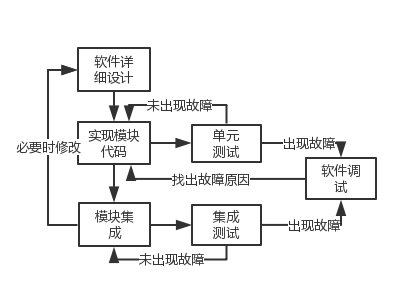 软件详
细设计
未出现故障
实现模块
代码
单元
测试
出现故障
必要时修改
软件调
试
找出故障原因
模块集
成
集成
测试
出现故障
未出现故障